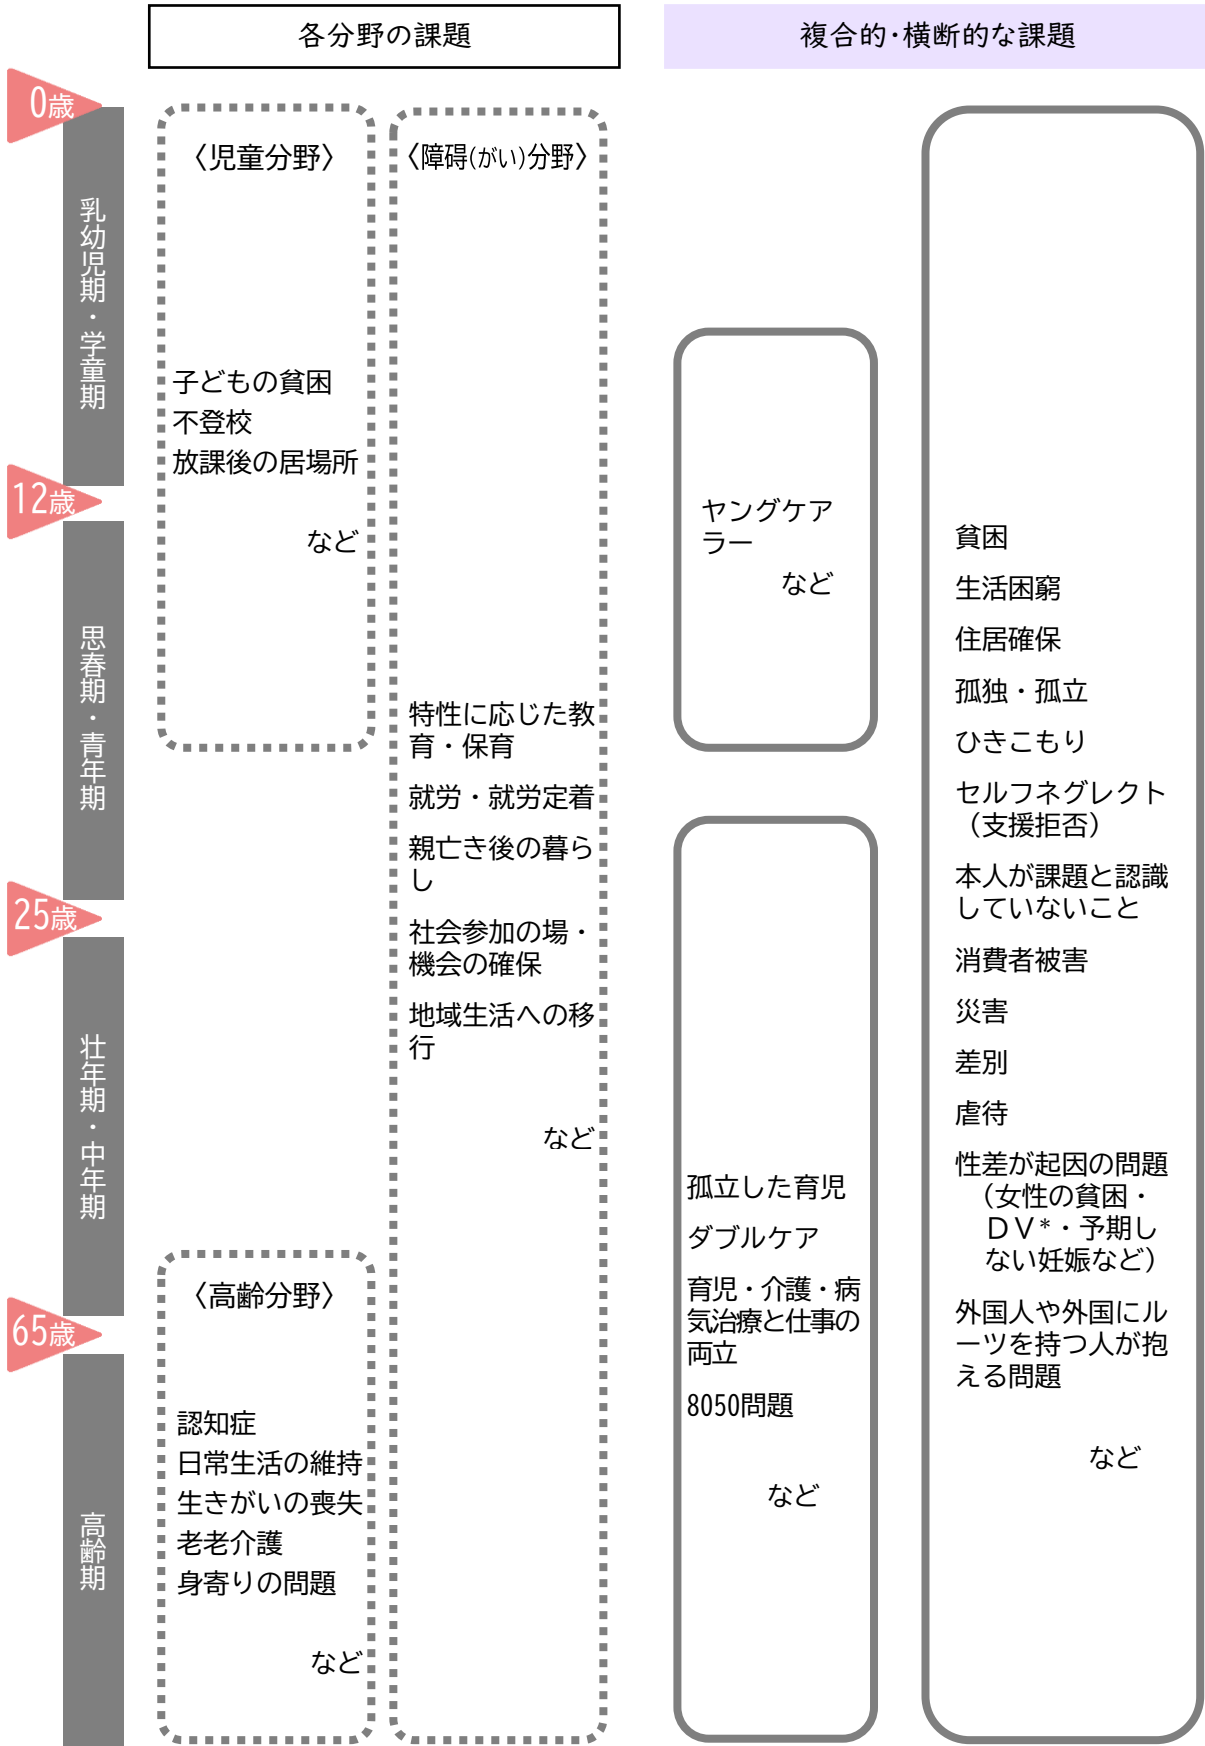 各分野の課題
複合的・横断的な課題
0歳
乳幼児期・学童期
12歳
思春期・青年期
25歳
壮年期・中年期
65歳
高齢期
〈児童分野〉
子どもの貧困
不登校
放課後の居場所
など
〈高齢分野〉
認知症
日常生活の維持
生きがいの喪失
老老介護
身寄りの問題
など
〈障碍(がい)分野〉
特性に応じた教
育・保育
就労・就労定着
親亡き後の暮ら
し
社会参加の場・
機会の確保
地域生活への移
行
など
ヤングケア
ラー
など
孤立した育児
ダブルケア
育児・介護・病
気治療と仕事の
両立
8050問題
など
貧困
生活困窮
住居確保
孤独・孤立
ひきこもり
セルフネグレクト
（支援拒否）
本人が課題と認識
していないこと
消費者被害
災害
差別
虐待
性差が起因の問題
（女性の貧困・
ＤＶ*・予期し
ない妊娠など）
外国人や外国にル
ーツを持つ人が抱
える問題
など